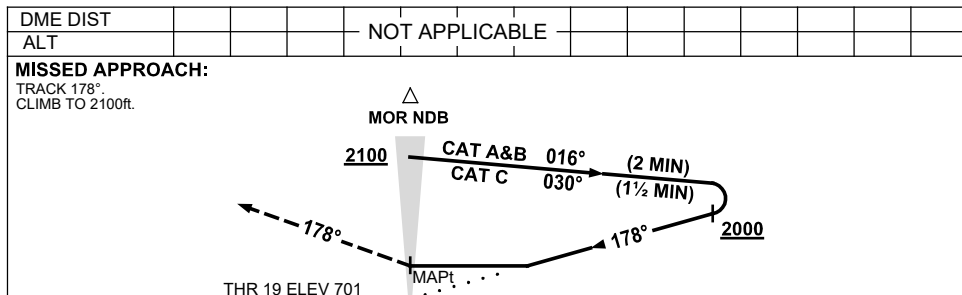 DME DIST
ALT
NOT APPLICABLE
MISSED APPROACH:
TRACK 178°.
CLIMB TO 2100ft.
MOR NDB
2100
CAT A&B 016° (2 MIN)
CAT C 030° (1½ MIN)
178°
178°
2000
MAPt
THR 19 ELEV 701